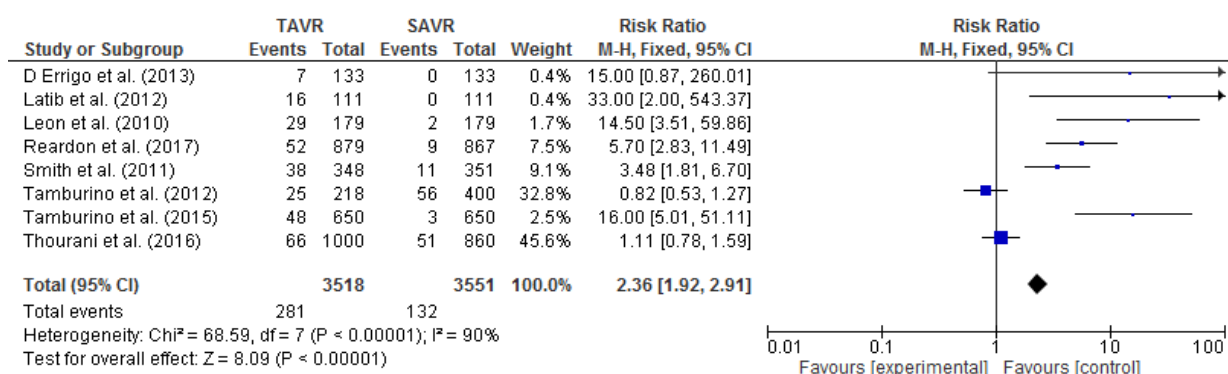 TAVR SAVR Risk Ratio Risk Ratio
Study or Subgroup Events Total Events Total Weight M-H, Fixed, 95% CI M-H, Fixed, 95% CI
D Errigo et al. (2013) 7 133 0 133 0.4% 15.00 [0.87, 260.01]
Latib et al. (2012) 16 111 0 111 0.4% 33.00 [2.00, 543.37]
Leon et al. (2010) 29 179 2 179 1.7% 14.50 [3.51, 59.86]
Reardon et al. (2017) 52 879 9 867 7.5% 5.70 [2.83, 11.49]
Smith et al. (2011) 38 348 11 351 9.1% 3.48 [1.81, 6.70]
Tamburino et al. (2012) 25 218 56 400 32.8% 0.82 [0.53, 1.27]
Tamburino et al. (2015) 48 650 3 650 2.5% 16.00 [5.01, 51.11]
Thourani et al. (2016) 66 1000 51 860 45.6% 1.11 [0.78, 1.59]
Total (95% CI) 3518 3551 100.0% 2.36 [1.92, 2.91]
Total events 281 132
Heterogeneity: Chi² = 68.59, df = 7 (P < 0.00001); I² = 90%
Test for overall effect: Z = 8.09 (P < 0.00001)
0.01 0.1 1 10 100
Favours [experimental] Favours [control]